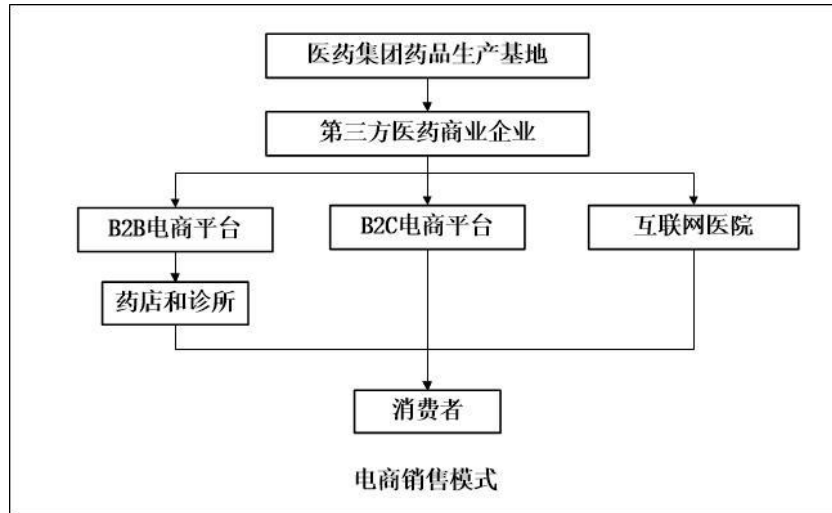 医药集团药品生产基地
第三方医药商业企业
B2B电商平台
B2C电商平台
互联网医院
药店和诊所
消费者
电商销售模式